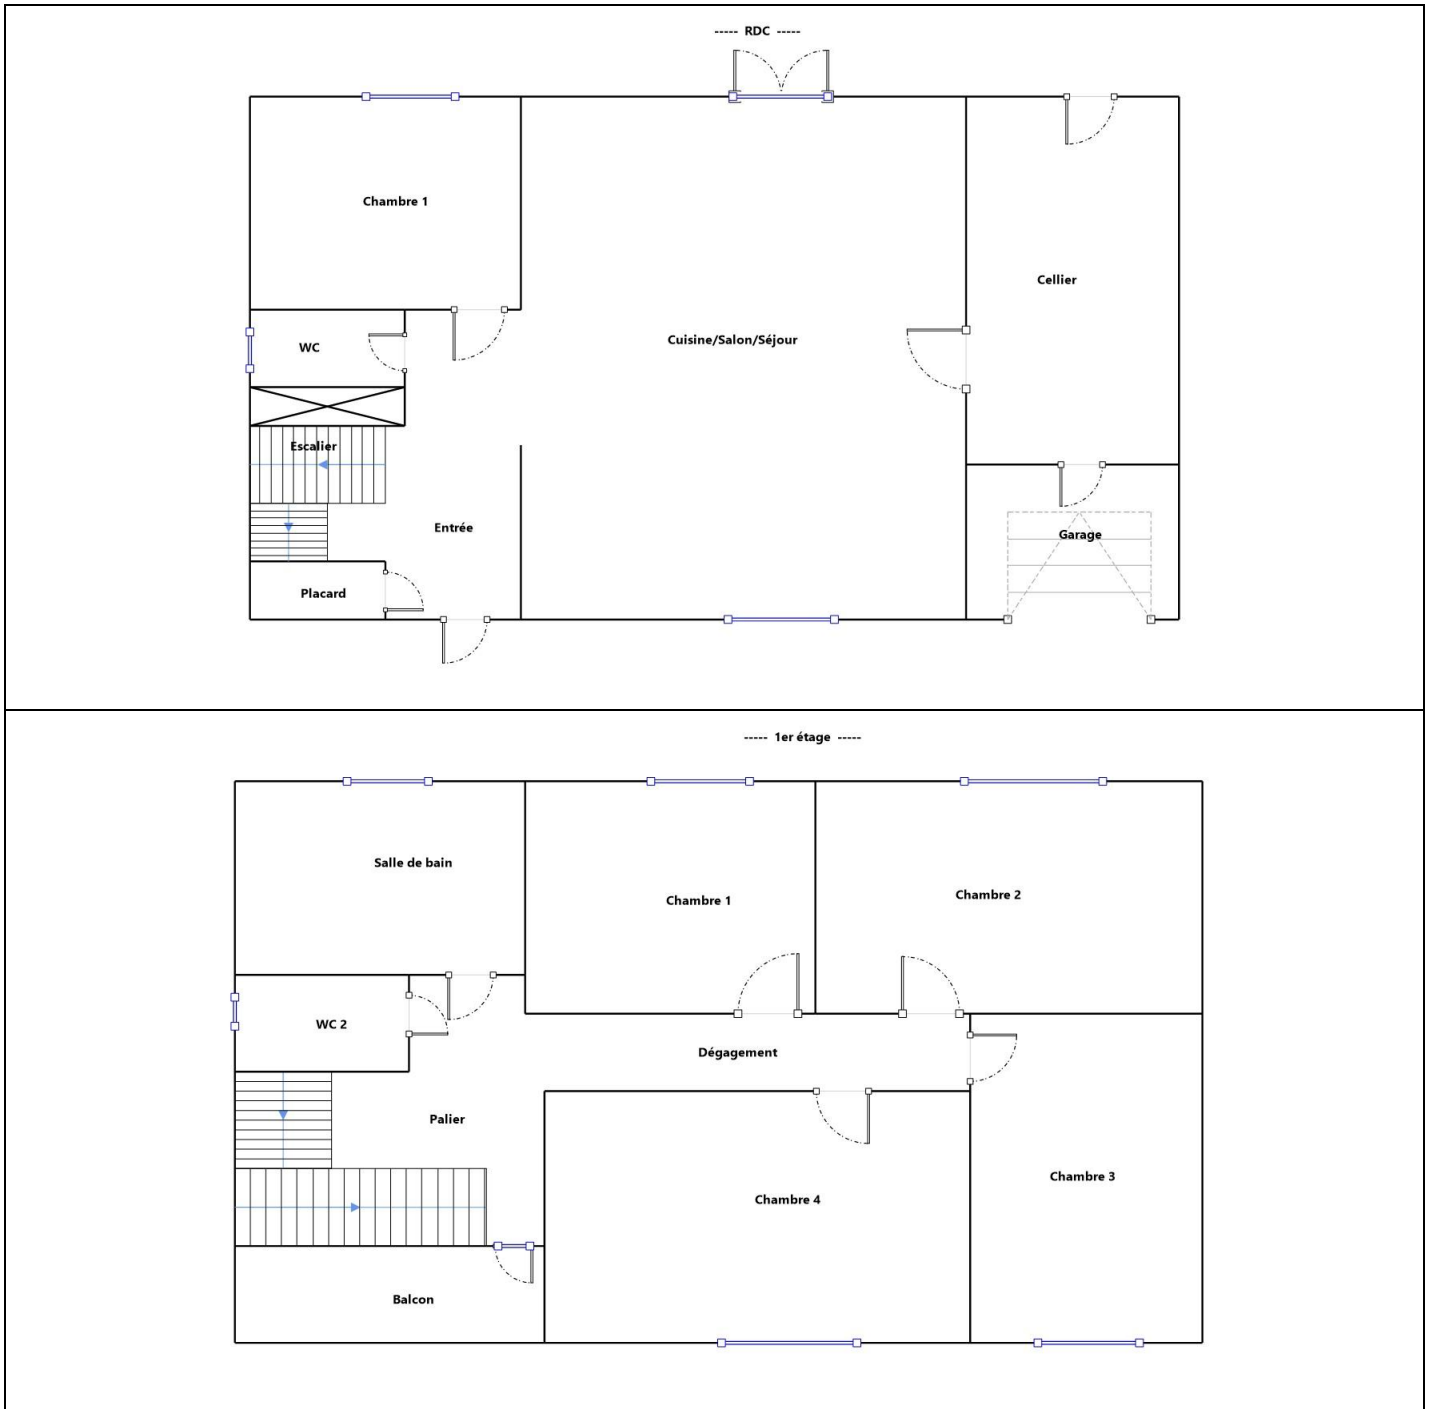 ----- RDC -----
Chambre 1
Cellier
Cuisine/Salon/Séjour
WC
Escalier
Entrée
Garage
Placard
----- 1er étage -----
Salle de bain
Chambre 2
Chambre 1
WC 2
Dégagement
Palier
Chambre 3
Chambre 4
Balcon